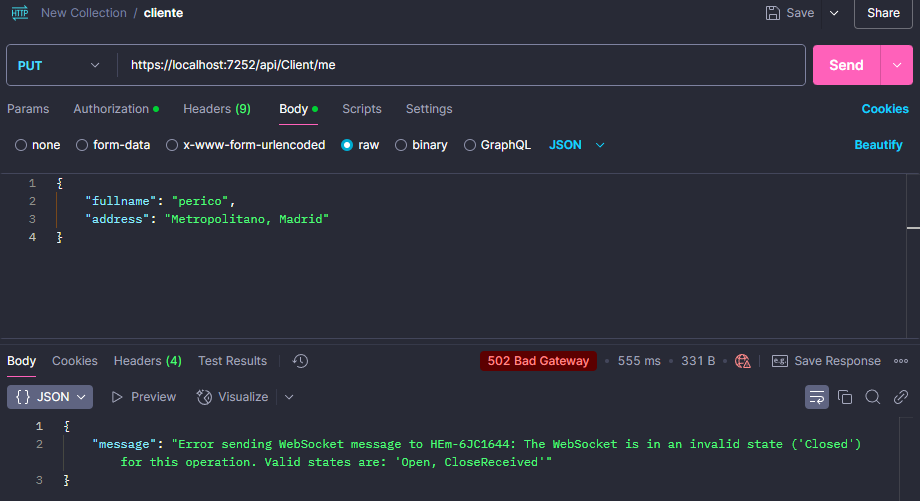 HTTP New Collection / cliente Save Share
PUT https://localhost:7252/api/Client/me Send
Params Authorization Headers (9) Body Scripts Settings Cookies
none form-data x-www-form-urlencoded raw binary GraphQL JSON Beautify
1 {
2 "fullname": "perico",
3 "address": "Metropolitano, Madrid"
4 }
Body Cookies Headers (4) Test Results 502 Bad Gateway • 555 ms • 331 B • e.g. Save Response
{} JSON Preview Visualize
1 {
2 "message": "Error sending WebSocket message to HEm-6JC1644: The WebSocket is in an invalid state ('Closed')
for this operation. Valid states are: 'Open, CloseReceived'"
3 }